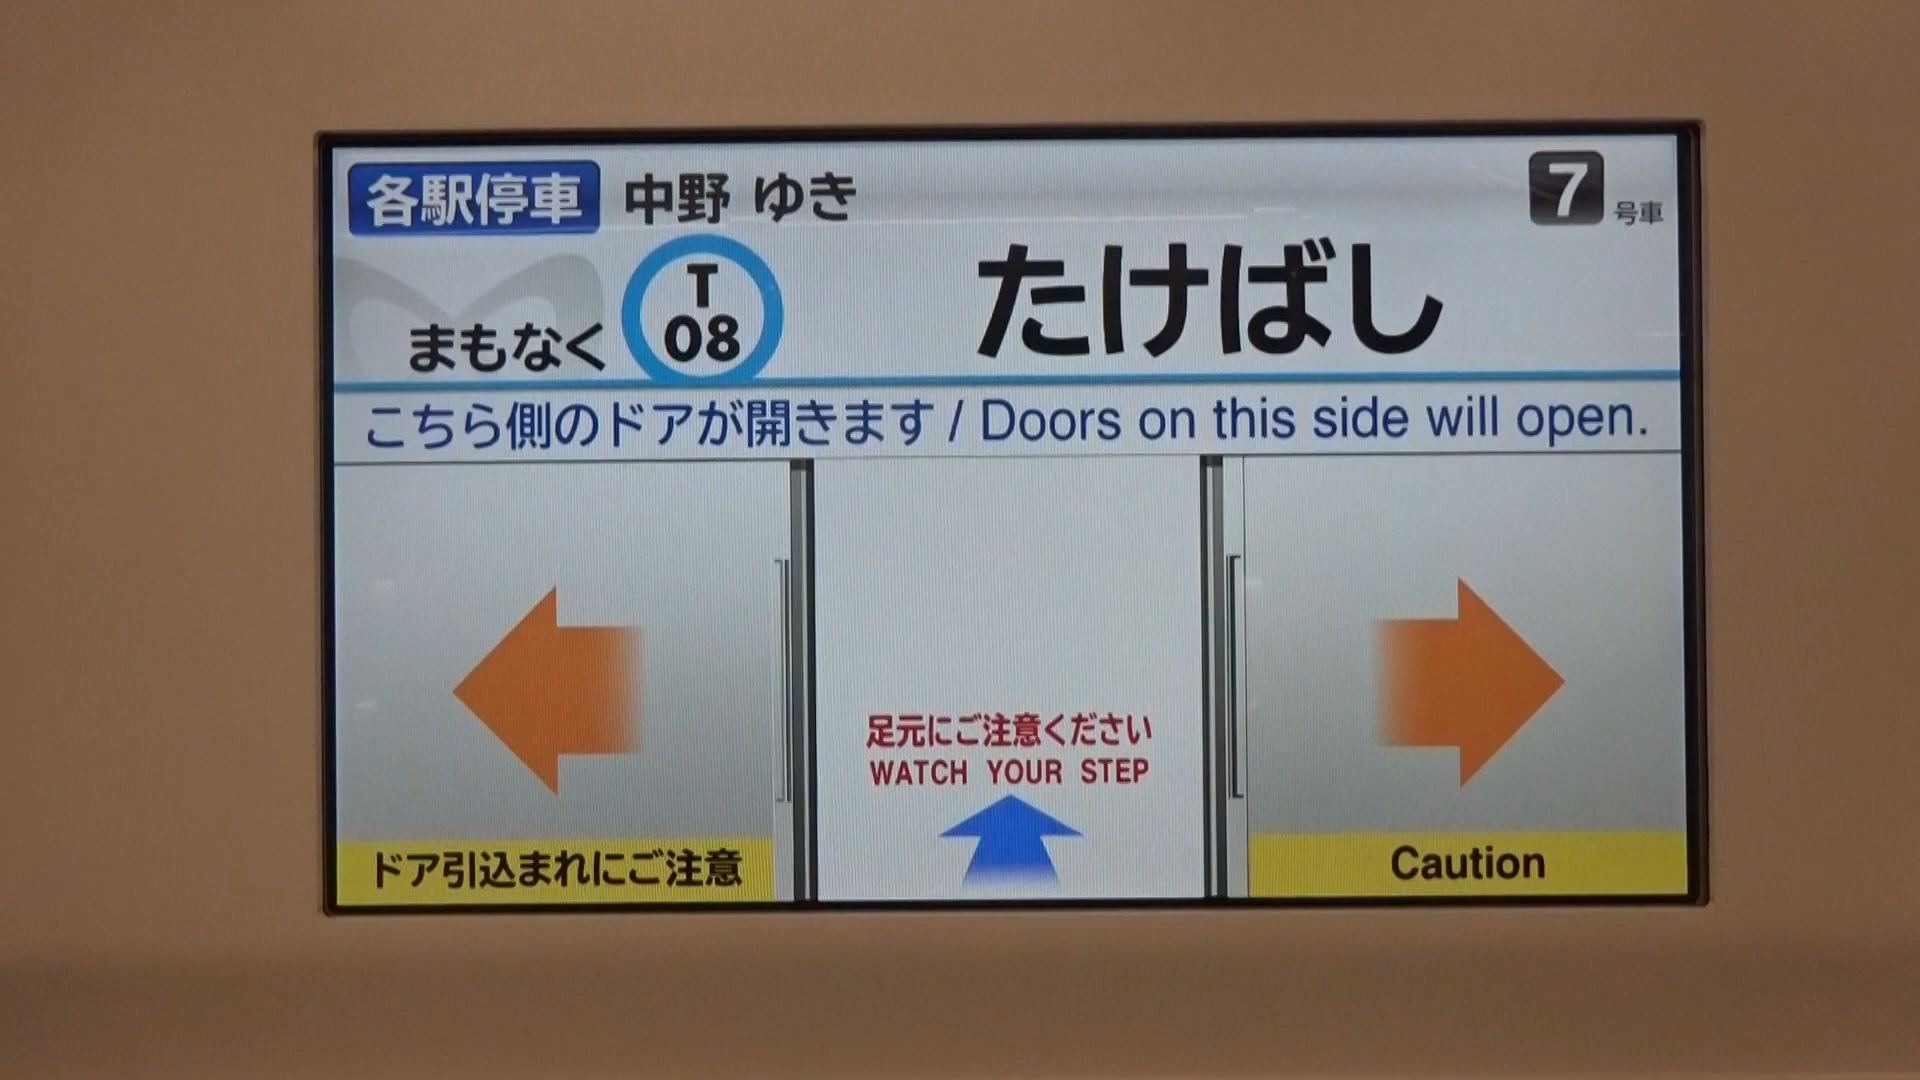 各駅停車 中野 ゆき 7 号車
まもなく T 08 たけばし
こちら側のドアが開きます / Doors on this side will open.
足元にご注意ください
WATCH YOUR STEP
ドア引込まれにご注意
Caution